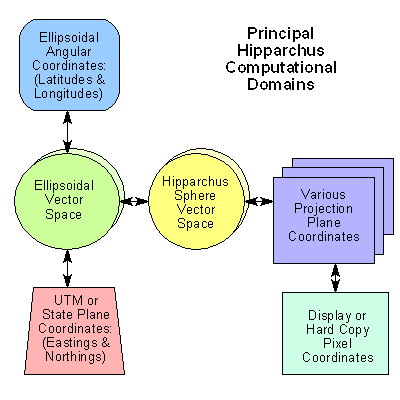 Principal
Hipparchus
Computational
Domains
Ellipsoidal
Angular
Coordinates:
(Latitudes &
Longitudes)
Ellipsoidal
Vector
Space
Hipparchus
Sphere
Vector
Space
Various
Projection
Plane
Coordinates
UTM or
State Plane
Coordinates:
(Eastings &
Northings)
Display or
Hard Copy
Pixel
Coordinates